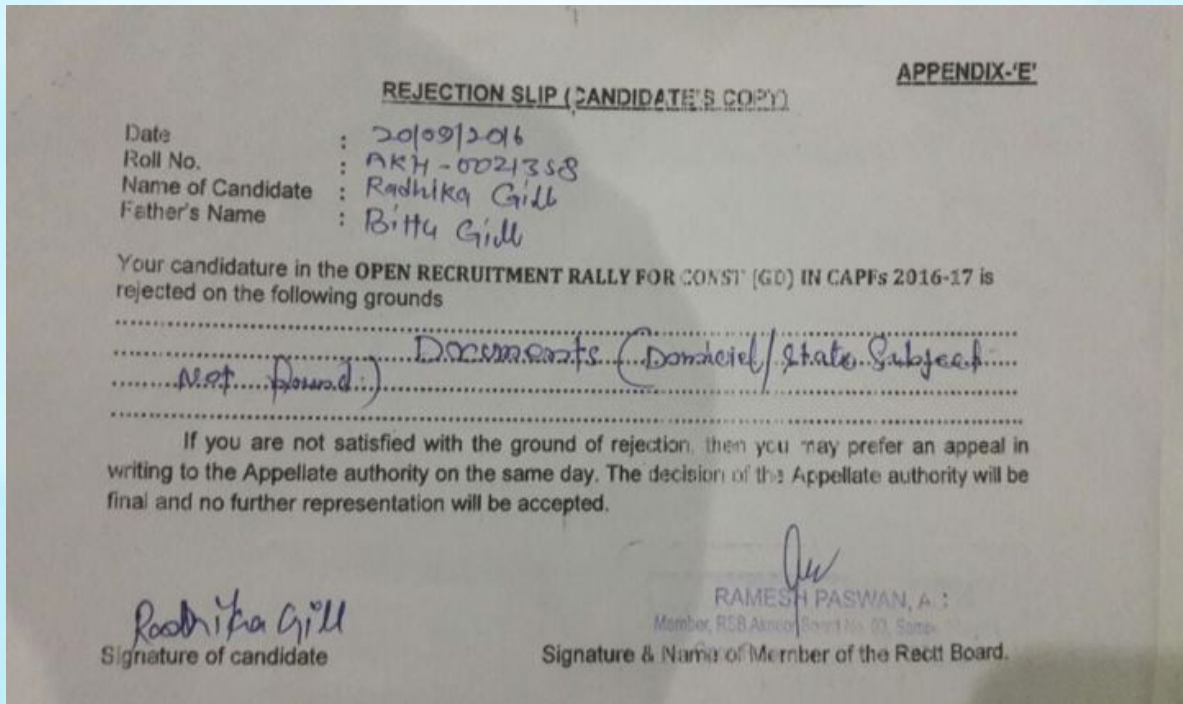 APPENDIX-'E'
REJECTION SLIP (CANDIDATE'S COPY)
Date : 20/09/2016
Roll No. : AKH-0021358
Name of Candidate : Radhika Gill
Father's Name : Bittu Gill
Your candidature in the OPEN RECRUITMENT RALLY FOR CONST (GD) IN CAPFs 2016-17 is
rejected on the following grounds
Documents (Domiciel/State Subject
Not found)
If you are not satisfied with the ground of rejection, then you may prefer an appeal in
writing to the Appellate authority on the same day. The decision of the Appellate authority will be
final and no further representation will be accepted.
RAMESH PASWAN, A
Member, RSB
Radhika Gill
Signature of candidate
Signature & Name of Member of the Rectt Board.